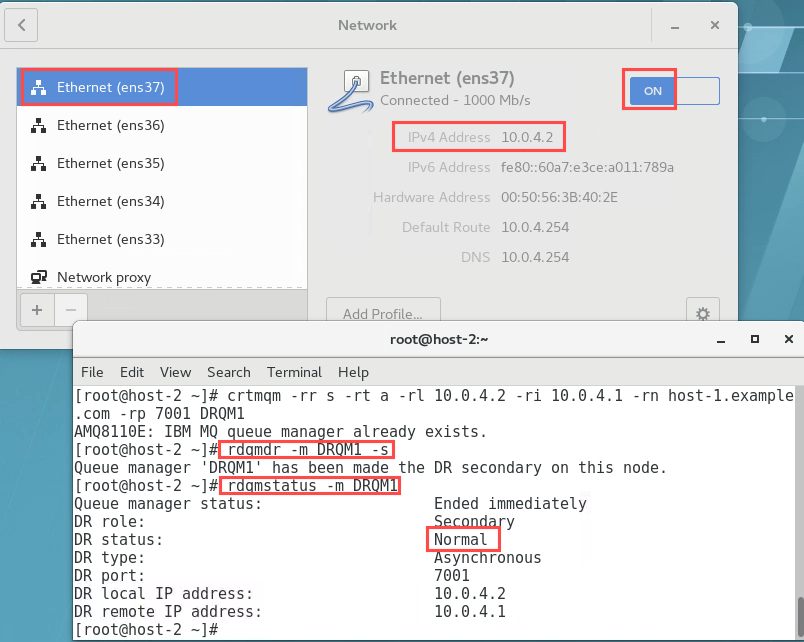 Network
Ethernet (ens37)
Ethernet (ens36)
Ethernet (ens35)
Ethernet (ens34)
Ethernet (ens33)
Network proxy
Ethernet (ens37)
Connected - 1000 Mb/s
ON
IPv4 Address 10.0.4.2
IPv6 Address fe80::60a7:e3ce:a011:789a
Hardware Address 00:50:56:3B:40:2E
Default Route 10.0.4.254
DNS 10.0.4.254
Add Profile...
root@host-2:~
File Edit View Search Terminal Help
[root@host-2 ~]# crtmqm -rr s -rt a -rl 10.0.4.2 -ri 10.0.4.1 -rn host-1.example
.com -rp 7001 DRQM1
AMQ8110E: IBM MQ queue manager already exists.
[root@host-2 ~]# rdqmdr -m DRQM1 -s
Queue manager 'DRQM1' has been made the DR secondary on this node.
[root@host-2 ~]# rdqmstatus -m DRQM1
Queue manager status: Ended immediately
DR role: Secondary
DR status: Normal
DR type: Asynchronous
DR port: 7001
DR local IP address: 10.0.4.2
DR remote IP address: 10.0.4.1
[root@host-2 ~]#